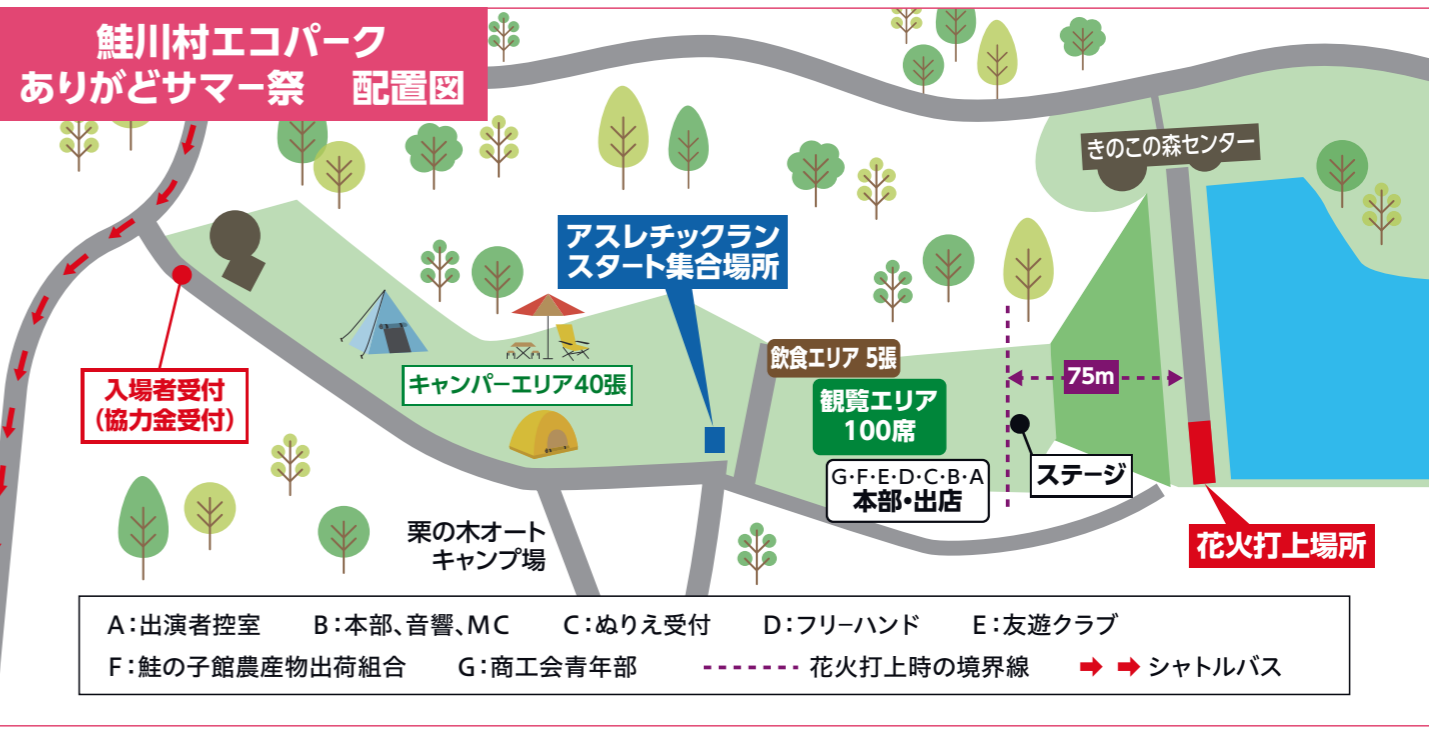 鮭川村エコパーク
ありがどサマー祭　配置図
きのこの森センター
アスレチックラン
スタート集合場所
飲食エリア 5張
観覧エリア
100席
75m
キャンパーエリア40張
入場者受付
(協力金受付)
G・F・E・D・C・B・A
本部・出店
ステージ
栗の木オート
キャンプ場
花火打上場所
A：出演者控室　B：本部、音響、MC　C：ぬりえ受付　D：フリーハンド　E：友遊クラブ
F：鮭の子館農産物出荷組合　G：商工会青年部　花火打上時の境界線　シャトルバス